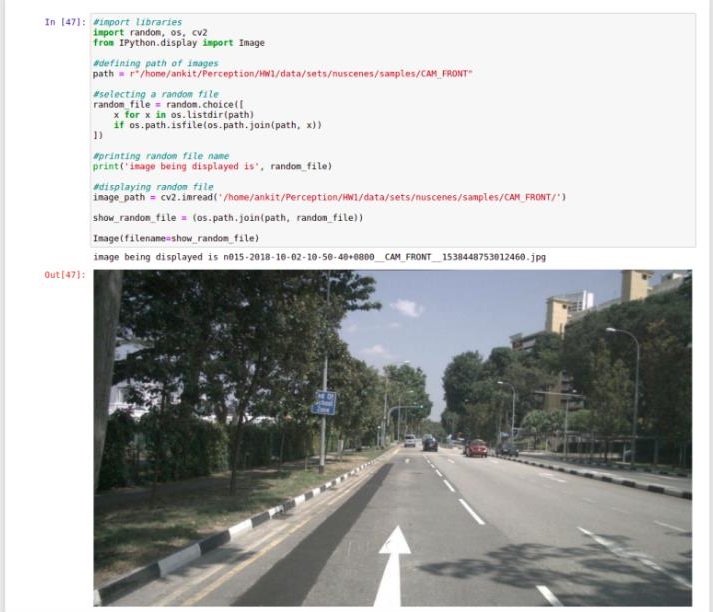 In [47]: #import libraries
import random, os, cv2
from IPython.display import Image
#defining path of images
path = r"/home/ankit/Perception/HW1/data/sets/nuscenes/samples/CAM_FRONT"
#selecting a random file
random_file = random.choice([
x for x in os.listdir(path)
if os.path.isfile(os.path.join(path, x))
])
#printing random file name
print('image being displayed is', random_file)
#displaying random file
image_path = cv2.imread('/home/ankit/Perception/HW1/data/sets/nuscenes/samples/CAM_FRONT/')
show_random_file = (os.path.join(path, random_file))
Image(filename=show_random_file)
image being displayed is n015-2018-10-02-10-50-40+0800__CAM_FRONT__1538448753012460.jpg
Out[47]:
End Of
School
Zone